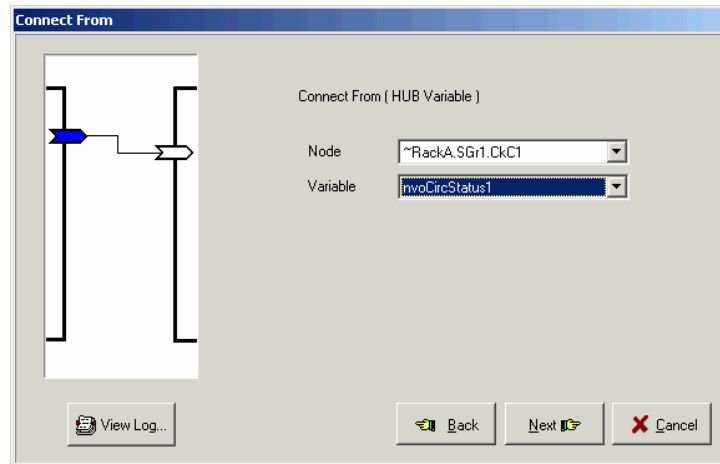 Connect From
Connect From ( HUB Variable )
Node ~RackA.SGr1.CkC1
Variable nvoCircStatus1
View Log... Back Next Cancel